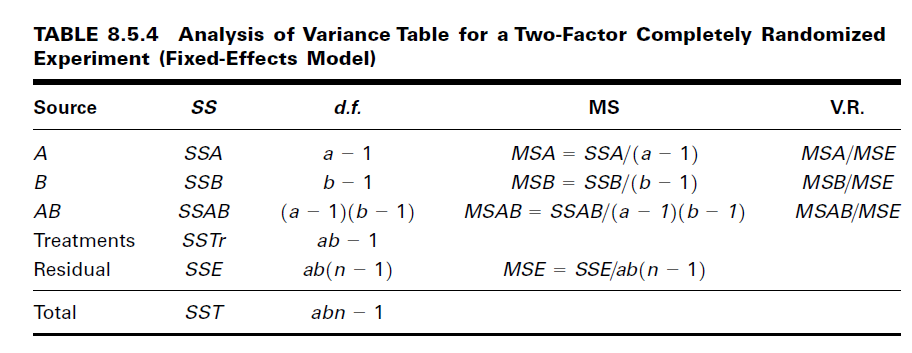 TABLE 8.5.4 Analysis of Variance Table for a Two-Factor Completely Randomized
Experiment (Fixed-Effects Model)
Source SS d.f. MS V.R.
A SSA a − 1 MSA = SSA/(a − 1) MSA/MSE
B SSB b − 1 MSB = SSB/(b − 1) MSB/MSE
AB SSAB (a − 1)(b − 1) MSAB = SSAB/(a − 1)(b − 1) MSAB/MSE
Treatments SSTr ab − 1
Residual SSE ab(n − 1) MSE = SSE/ab(n − 1)
Total SST abn − 1